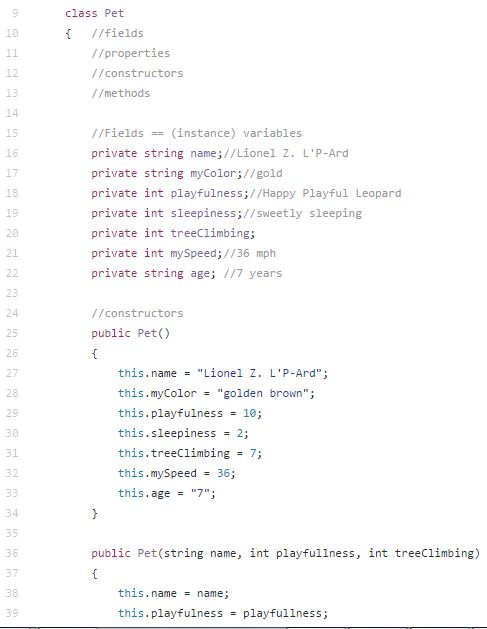 9 class Pet
10 { //fields
11 //properties
12 //constructors
13 //methods
14
15 //Fields == (instance) variables
16 private string name;//Lionel Z. L'P-Ard
17 private string myColor;//gold
18 private int playfulness;//Happy Playful Leopard
19 private int sleepiness;//sweetly sleeping
20 private int treeClimbing;
21 private int mySpeed;//36 mph
22 private string age; //7 years
23
24 //constructors
25 public Pet()
26 {
27 this.name = "Lionel Z. L'P-Ard";
28 this.myColor = "golden brown";
29 this.playfulness = 10;
30 this.sleepiness = 2;
31 this.treeClimbing = 7;
32 this.mySpeed = 36;
33 this.age = "7";
34 }
35
36 public Pet(string name, int playfullness, int treeClimbing)
37 {
38 this.name = name;
39 this.playfulness = playfullness;